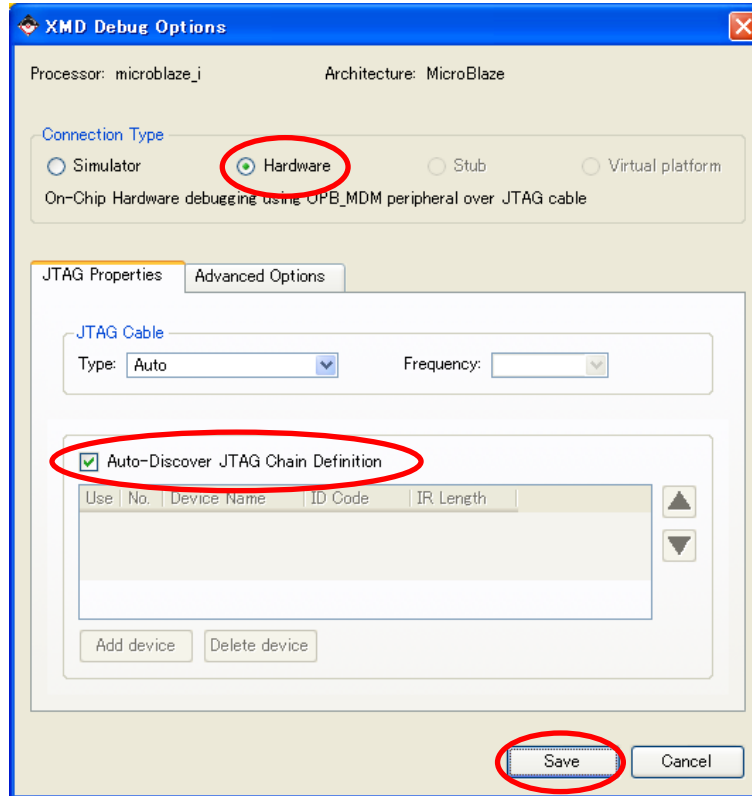 XMD Debug Options
Processor: microblaze_i Architecture: MicroBlaze
Connection Type
Simulator Hardware Stub Virtual platform
On-Chip Hardware debugging using OPB_MDM peripheral over JTAG cable
JTAG Properties Advanced Options
JTAG Cable
Type: Auto Frequency:
Auto-Discover JTAG Chain Definition
Use No. Device Name ID Code IR Length
Add device Delete device
Save Cancel